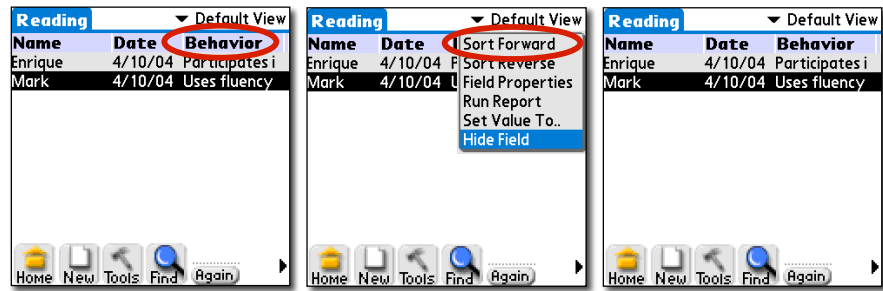 Reading Default View
Name Date Behavior
Enrique 4/10/04 Participates i
Mark 4/10/04 Uses fluency
Home New Tools Find Again
Reading Default View
Name Date
Enrique 4/10/04
Mark 4/10/04
Sort Forward
Sort Reverse
Field Properties
Run Report
Set Value To..
Hide Field
Home New Tools Find Again
Reading Default View
Name Date Behavior
Enrique 4/10/04 Participates i
Mark 4/10/04 Uses fluency
Home New Tools Find Again